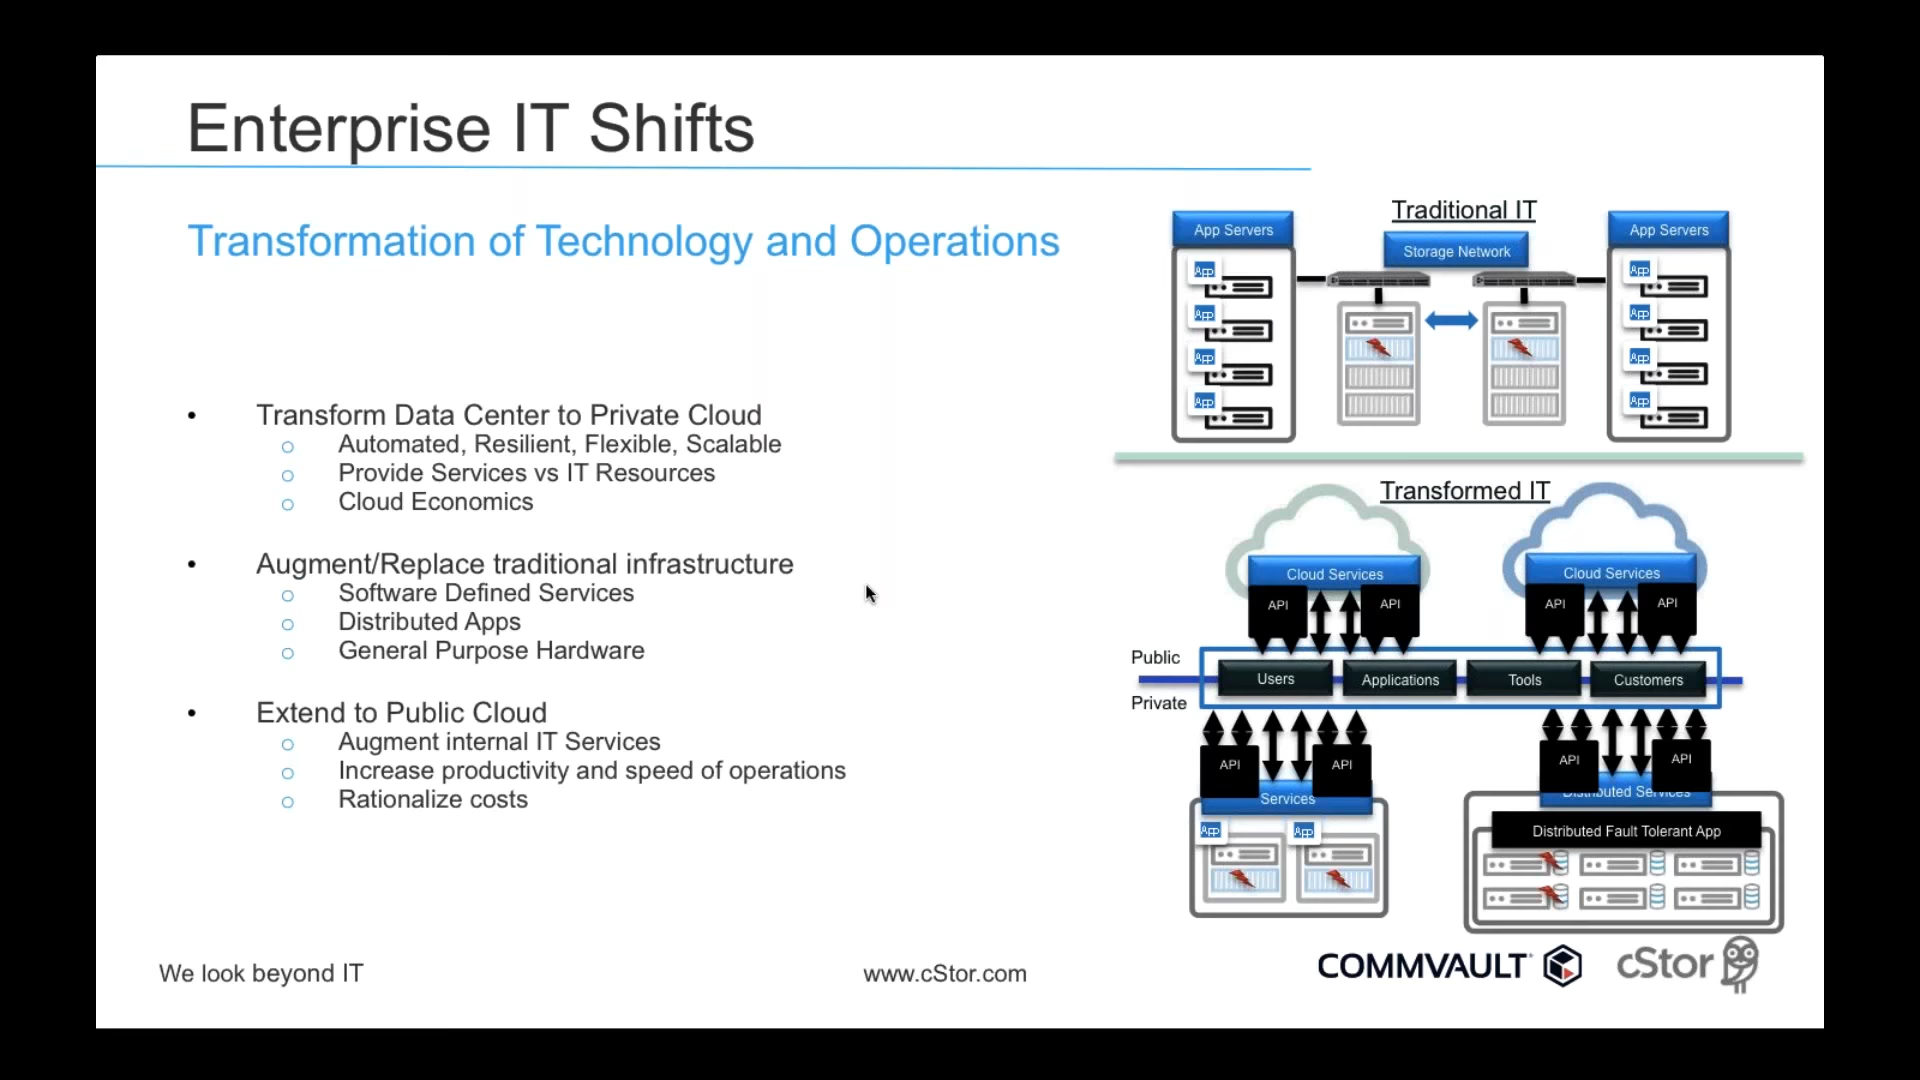 Enterprise IT Shifts
Transformation of Technology and Operations
• Transform Data Center to Private Cloud
o Automated, Resilient, Flexible, Scalable
o Provide Services vs IT Resources
o Cloud Economics
• Augment/Replace traditional infrastructure
o Software Defined Services
o Distributed Apps
o General Purpose Hardware
• Extend to Public Cloud
o Augment internal IT Services
o Increase productivity and speed of operations
o Rationalize costs
Traditional IT
App Servers
Storage Network
App Servers
App
App
App
App
App
App
App
App
Transformed IT
Cloud Services
Cloud Services
API
API
API
API
Public
Users
Applications
Tools
Customers
Private
API
API
API
API
Services
Distributed Services
App
App
Distributed Fault Tolerant App
We look beyond IT
www.cStor.com
COMMVAULT
cStor